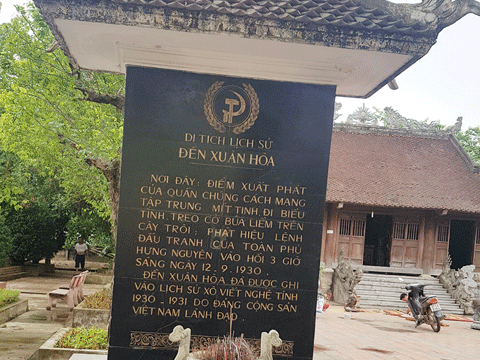 DI TÍCH LỊCH SỬ
ĐỀN XUÂN HÒA
NƠI ĐÂY: ĐIỂM XUẤT PHÁT
CỦA QUẦN CHÚNG CÁCH MẠNG
TẬP TRUNG MÍT TINH, ĐI BIỂU
TÌNH, TREO CỜ BÚA LIỀM TRÊN
CÂY TRÔI; PHÁT HIỆU LỆNH
ĐẤU TRANH CỦA TOÀN PHỦ
HƯNG NGUYÊN VÀO HỒI 3 GIỜ
SÁNG NGÀY 12.9.1930.
ĐỀN XUÂN HÒA ĐÃ ĐƯỢC GHI
VÀO LỊCH SỬ XÔ VIẾT NGHỆ TĨNH
1930 - 1931 DO ĐẢNG CỘNG SẢN
VIỆT NAM LÃNH ĐẠO.